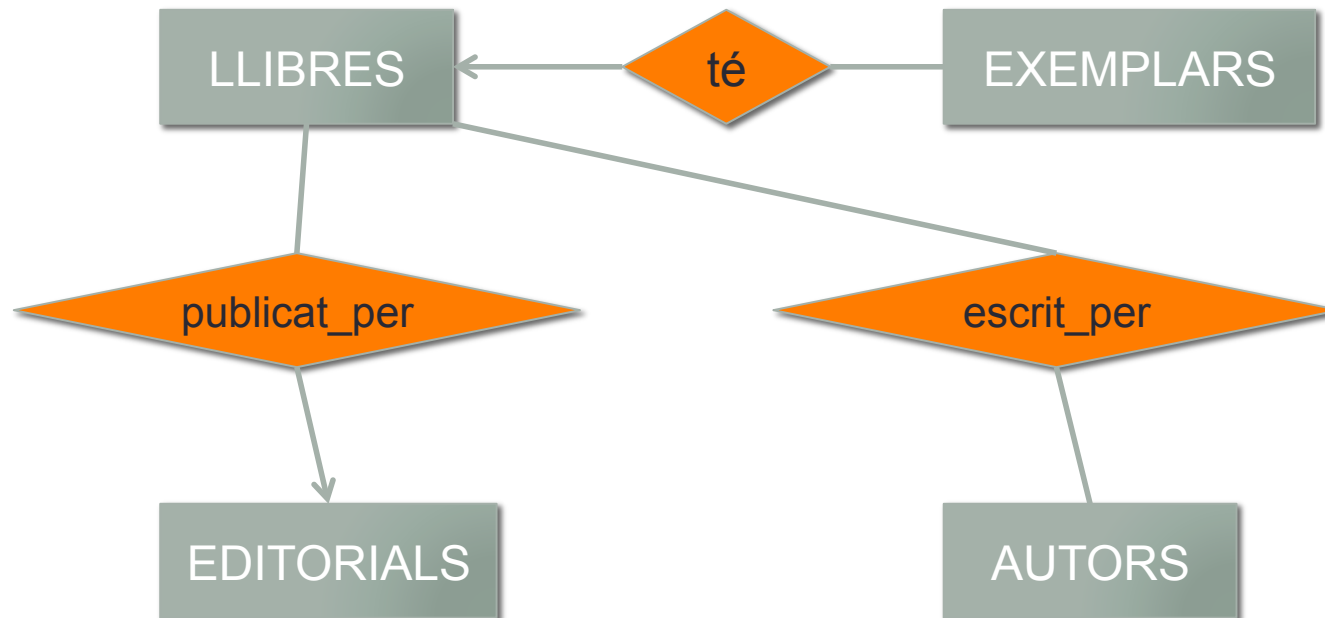 LLIBRES
té
EXEMPLARS
publicat_per
escrit_per
EDITORIALS
AUTORS